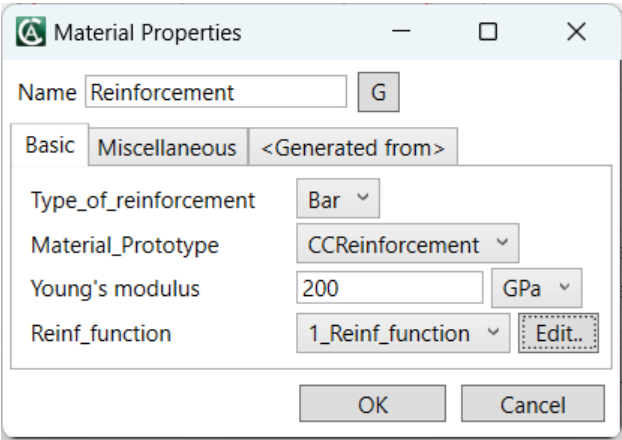 Material Properties
Name Reinforcement G
Basic Miscellaneous <Generated from>
Type_of_reinforcement Bar
Material_Prototype CCReinforcement
Young's modulus 200 GPa
Reinf_function 1_Reinf_function Edit..
OK Cancel